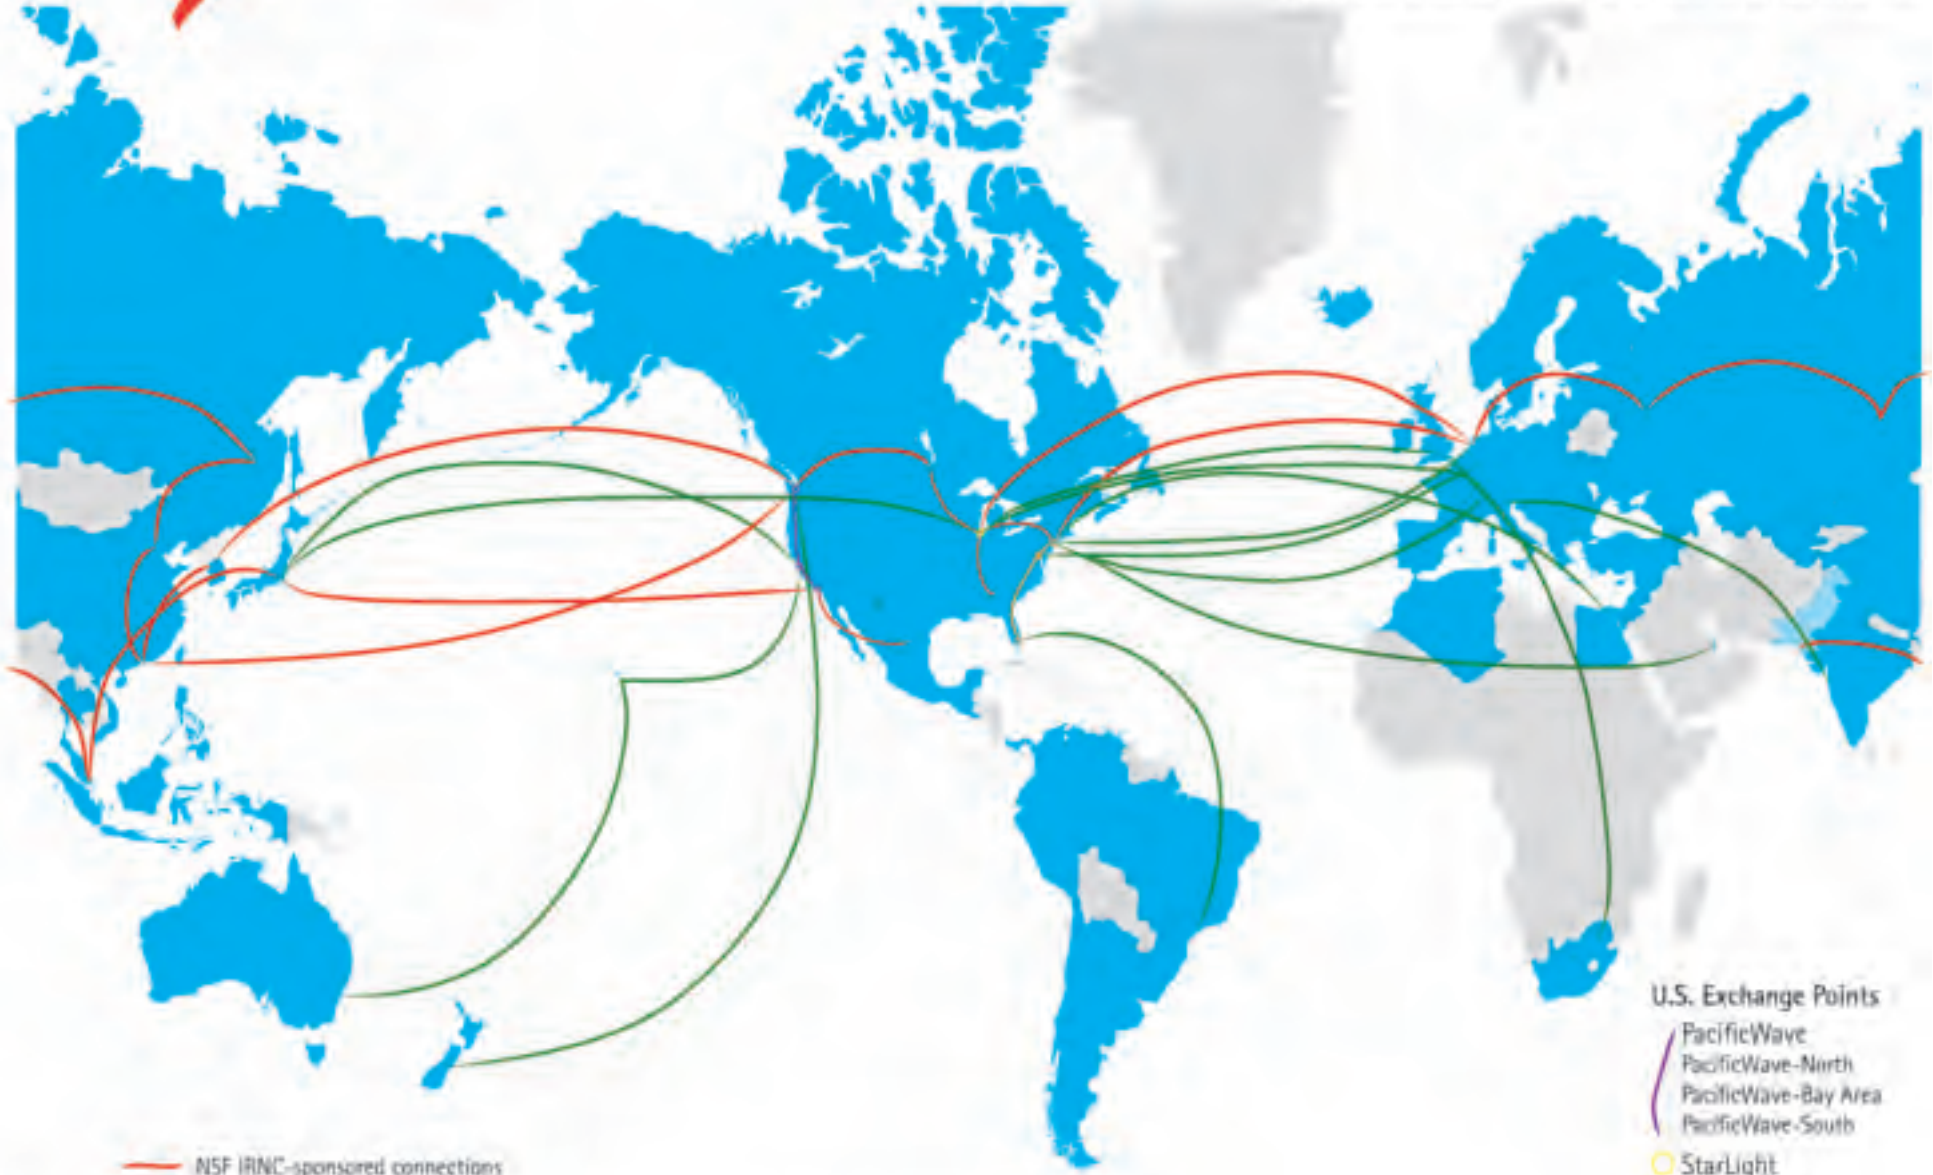 U.S. Exchange Points
PacificWave
PacificWave-North
PacificWave-Bay Area
PacificWave-South
StarLight
NSF IRNC-sponsored connections